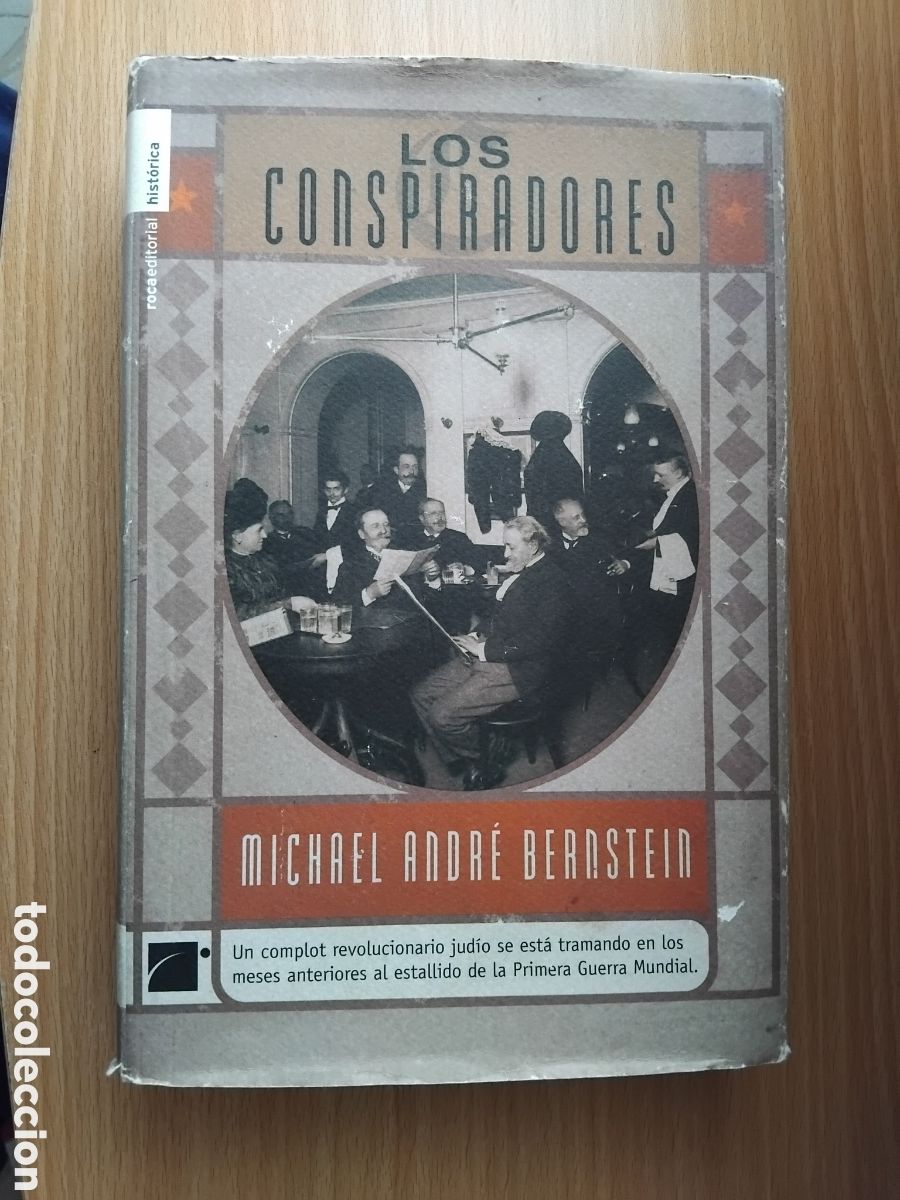 LOS
CONSPIRADORES
rocaeditorial histórica
MICHAEL ANDRÉ BERNSTEIN
Un complot revolucionario judío se está tramando en los
meses anteriores al estallido de la Primera Guerra Mundial.
todocoleccion